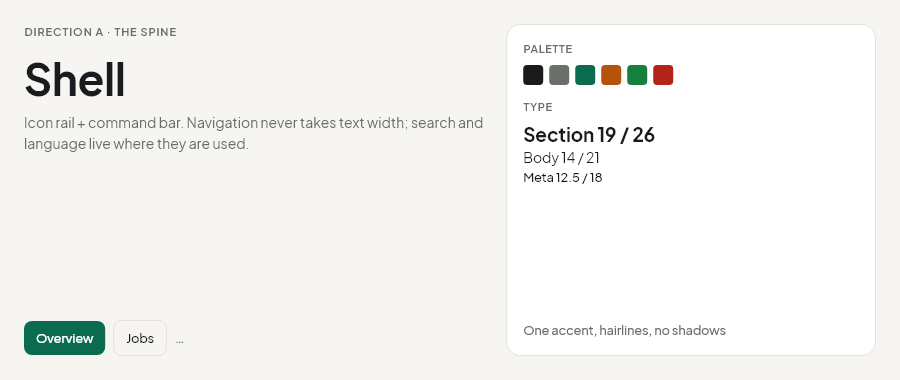 DIRECTION A · THE SPINE
Shell
Icon rail + command bar. Navigation never takes text width; search and
language live where they are used.
Overview
Jobs
...
PALETTE
TYPE
Section 19 / 26
Body 14 / 21
Meta 12.5 / 18
One accent, hairlines, no shadows